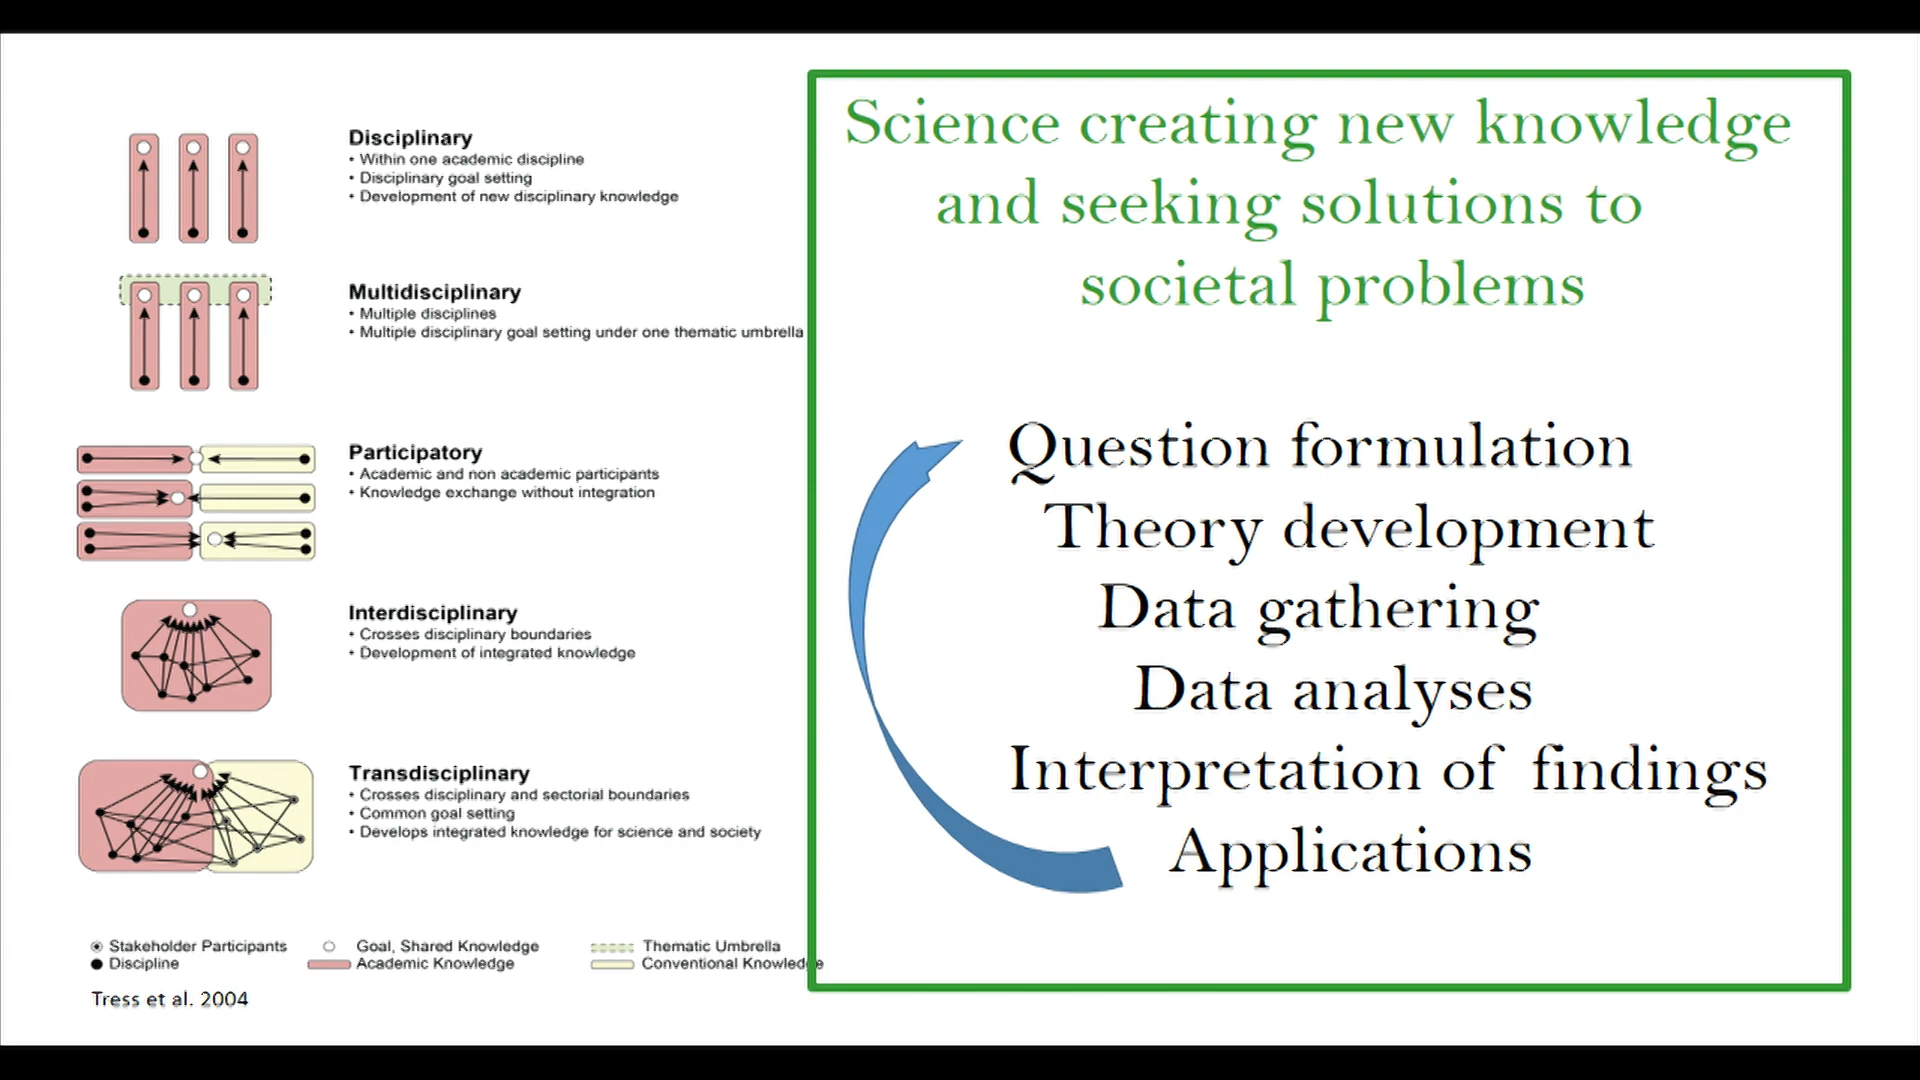 Disciplinary
• Within one academic discipline
• Disciplinary goal setting
• Development of new disciplinary knowledge
Multidisciplinary
• Multiple disciplines
• Multiple disciplinary goal setting under one thematic umbrella
Participatory
• Academic and non academic participants
• Knowledge exchange without integration
Interdisciplinary
• Crosses disciplinary boundaries
• Development of integrated knowledge
Transdisciplinary
• Crosses disciplinary and sectorial boundaries
• Common goal setting
• Develops integrated knowledge for science and society
Stakeholder Participants
Goal, Shared Knowledge
Thematic Umbrella
Discipline
Academic Knowledge
Conventional Knowledge
Tress et al. 2004
Science creating new knowledge
and seeking solutions to
societal problems
Question formulation
Theory development
Data gathering
Data analyses
Interpretation of findings
Applications